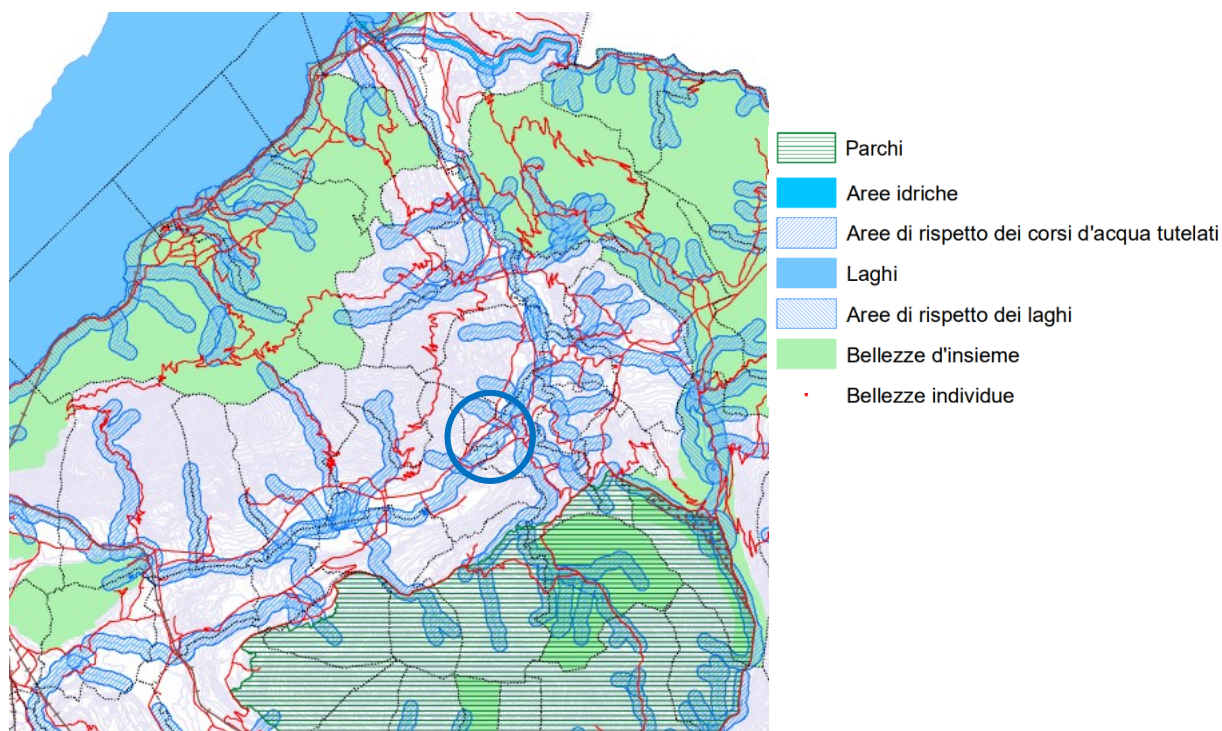 Parchi
Aree idriche
Aree di rispetto dei corsi d'acqua tutelati
Laghi
Aree di rispetto dei laghi
Bellezze d'insieme
Bellezze individue